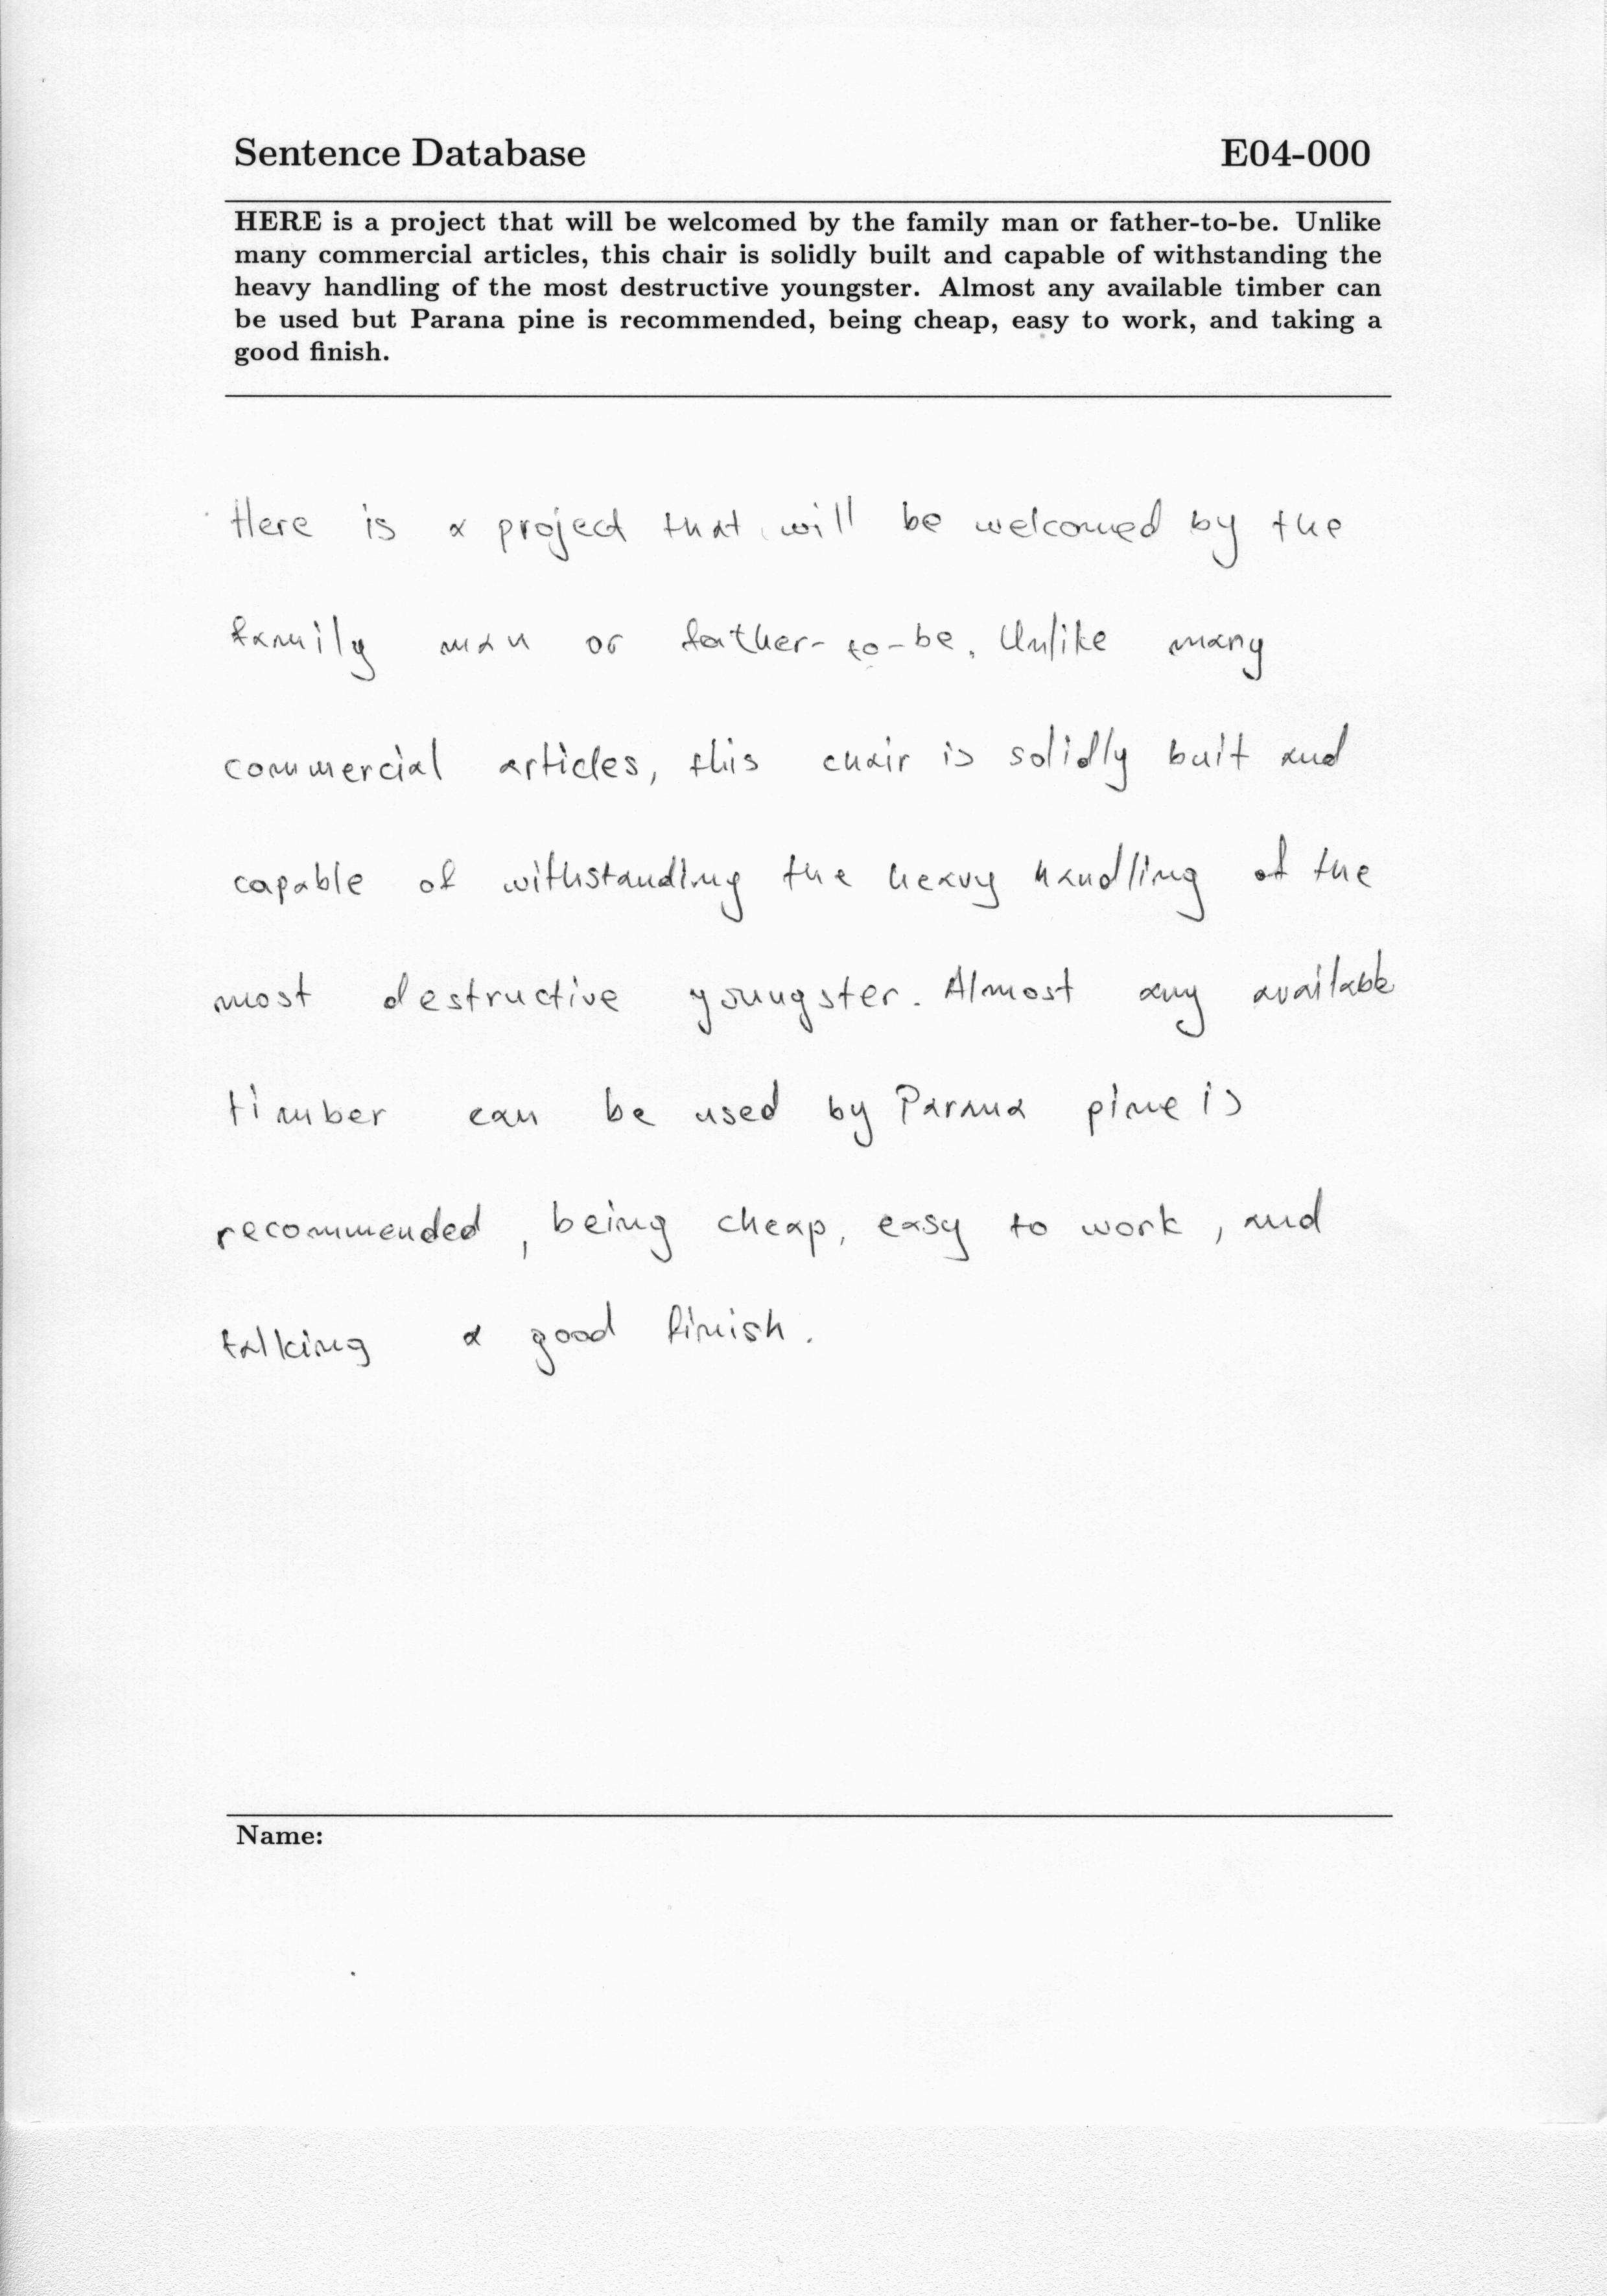 Sentence Database E04-000
HERE is a project that will be welcomed by the family man or father-to-be. Unlike
many commercial articles, this chair is solidly built and capable of withstanding the
heavy handling of the most destructive youngster. Almost any available timber can
be used but Parana pine is recommended, being cheap, easy to work, and taking a
good finish.
Here is a project that will be welcomed by the
family man or father-to-be. Unlike many
commercial articles, this chair is solidly built and
capable of withstanding the heavy handling of the
most destructive youngster. Almost any available
timber can be used by Parana pine is
recommended, being cheap, easy to work, and
talking a good finish.
Name: